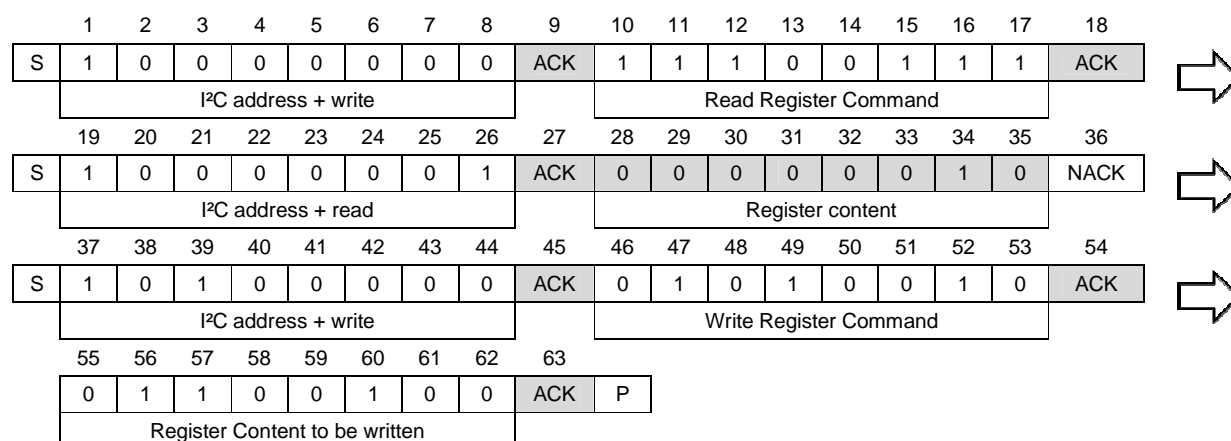 1 2 3 4 5 6 7 8 9 10 11 12 13 14 15 16 17 18
S 1 0 0 0 0 0 0 0 ACK 1 1 1 0 0 1 1 1 ACK
I²C address + write Read Register Command
19 20 21 22 23 24 25 26 27 28 29 30 31 32 33 34 35 36
S 1 0 0 0 0 0 0 1 ACK 0 0 0 0 0 0 1 0 NACK
I²C address + read Register content
37 38 39 40 41 42 43 44 45 46 47 48 49 50 51 52 53 54
S 1 0 1 0 0 0 0 0 ACK 0 1 0 1 0 0 1 0 ACK
I²C address + write Write Register Command
55 56 57 58 59 60 61 62 63
0 1 1 0 0 1 0 0 ACK P
Register Content to be written